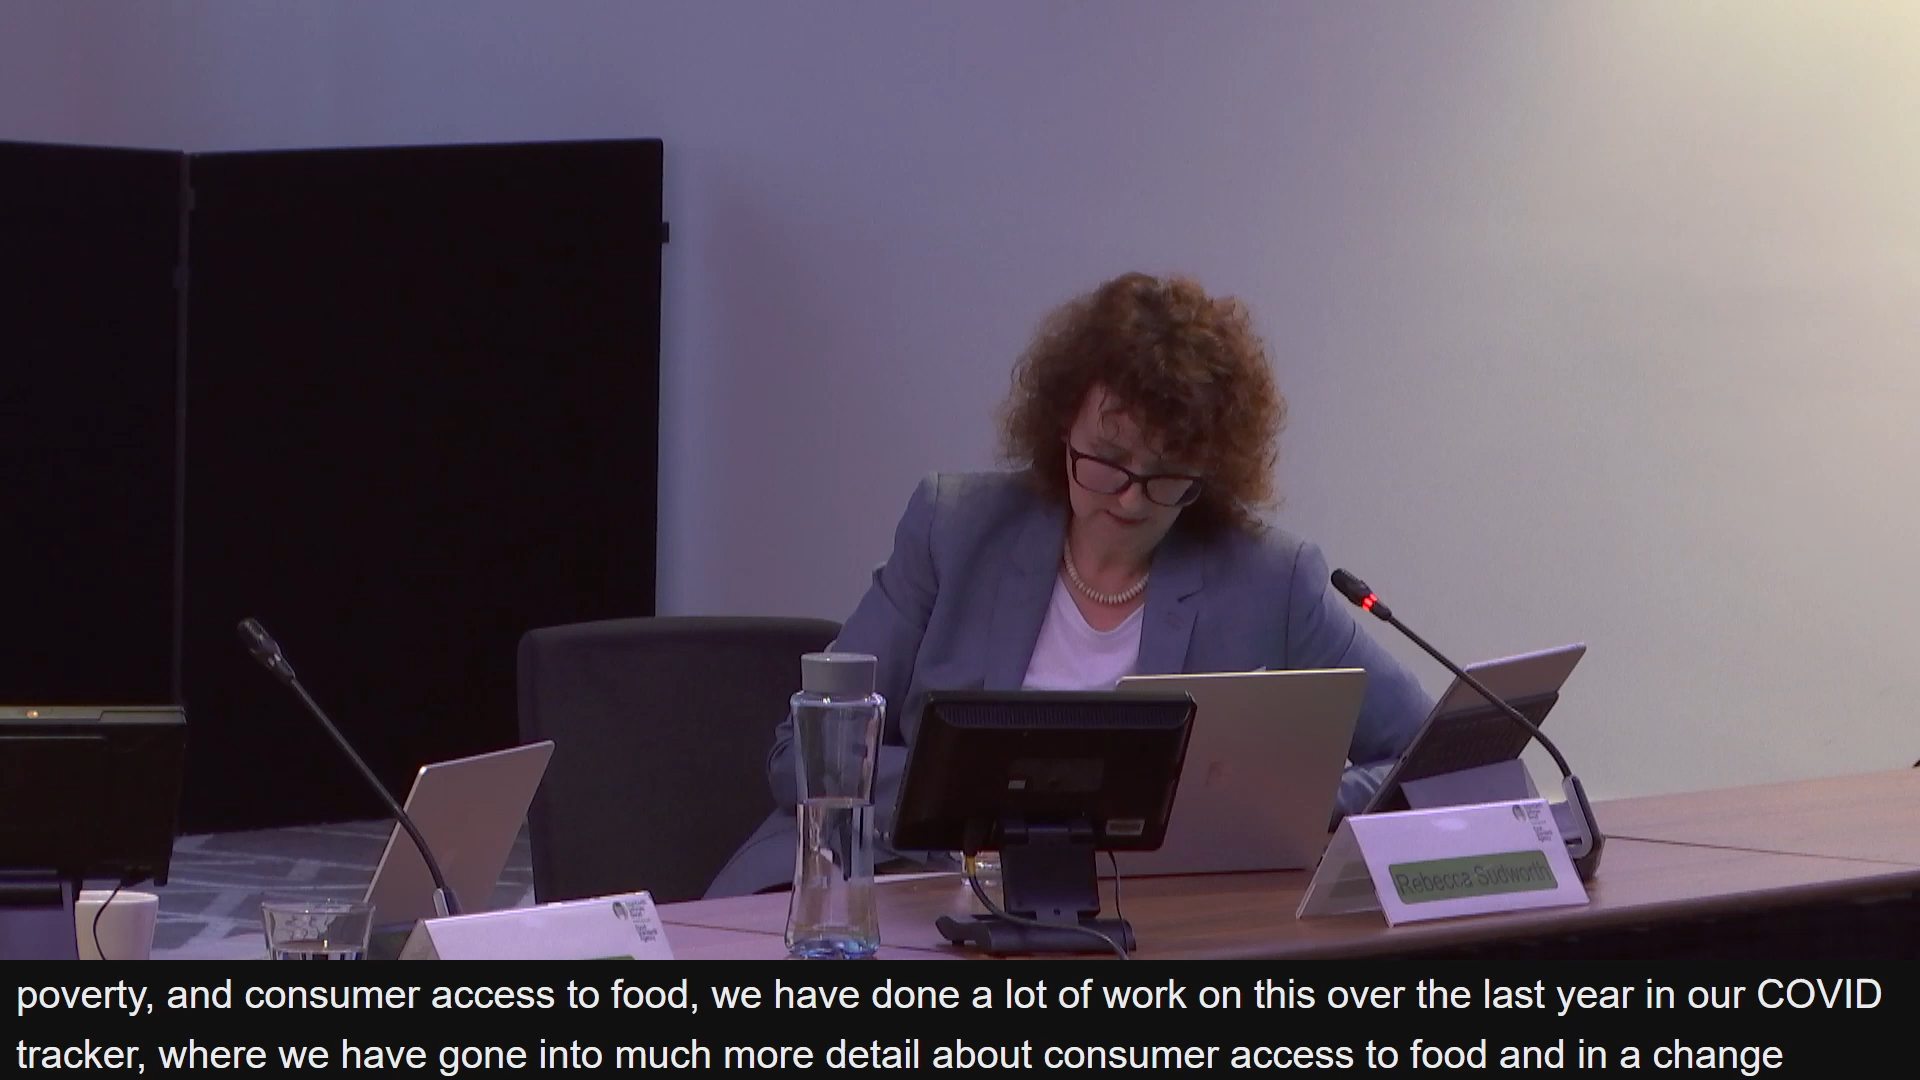 Rebecca Sudworth
poverty, and consumer access to food, we have done a lot of work on this over the last year in our COVID
tracker, where we have gone into much more detail about consumer access to food and in a change